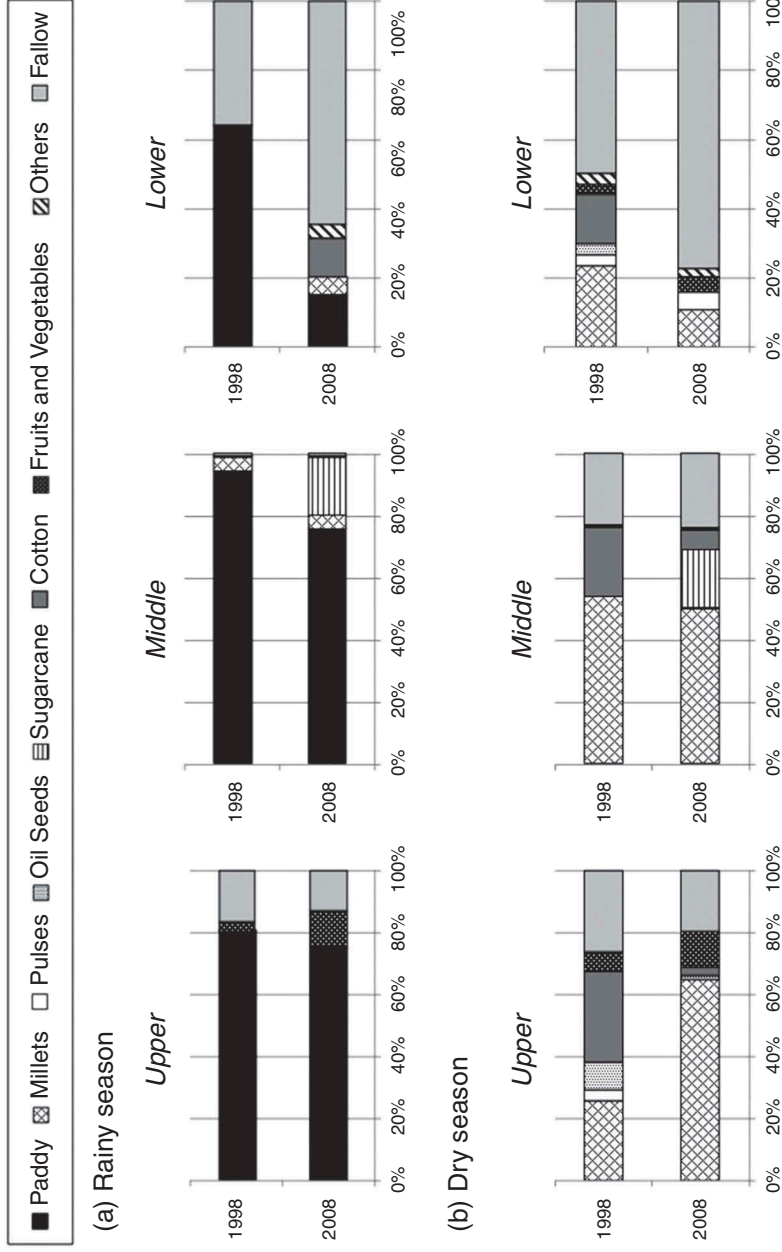 Paddy Millets Pulses Oil Seeds Sugarcane Cotton Fruits and Vegetables Others Fallow
(a) Rainy season
Upper Middle Lower
1998 1998 1998
2008 2008 2008
0% 20% 40% 60% 80% 100% 0% 20% 40% 60% 80% 100% 0% 20% 40% 60% 80% 100%
(b) Dry season
Upper Middle Lower
1998 1998 1998
2008 2008 2008
0% 20% 40% 60% 80% 100% 0% 20% 40% 60% 80% 100% 0% 20% 40% 60% 80% 100